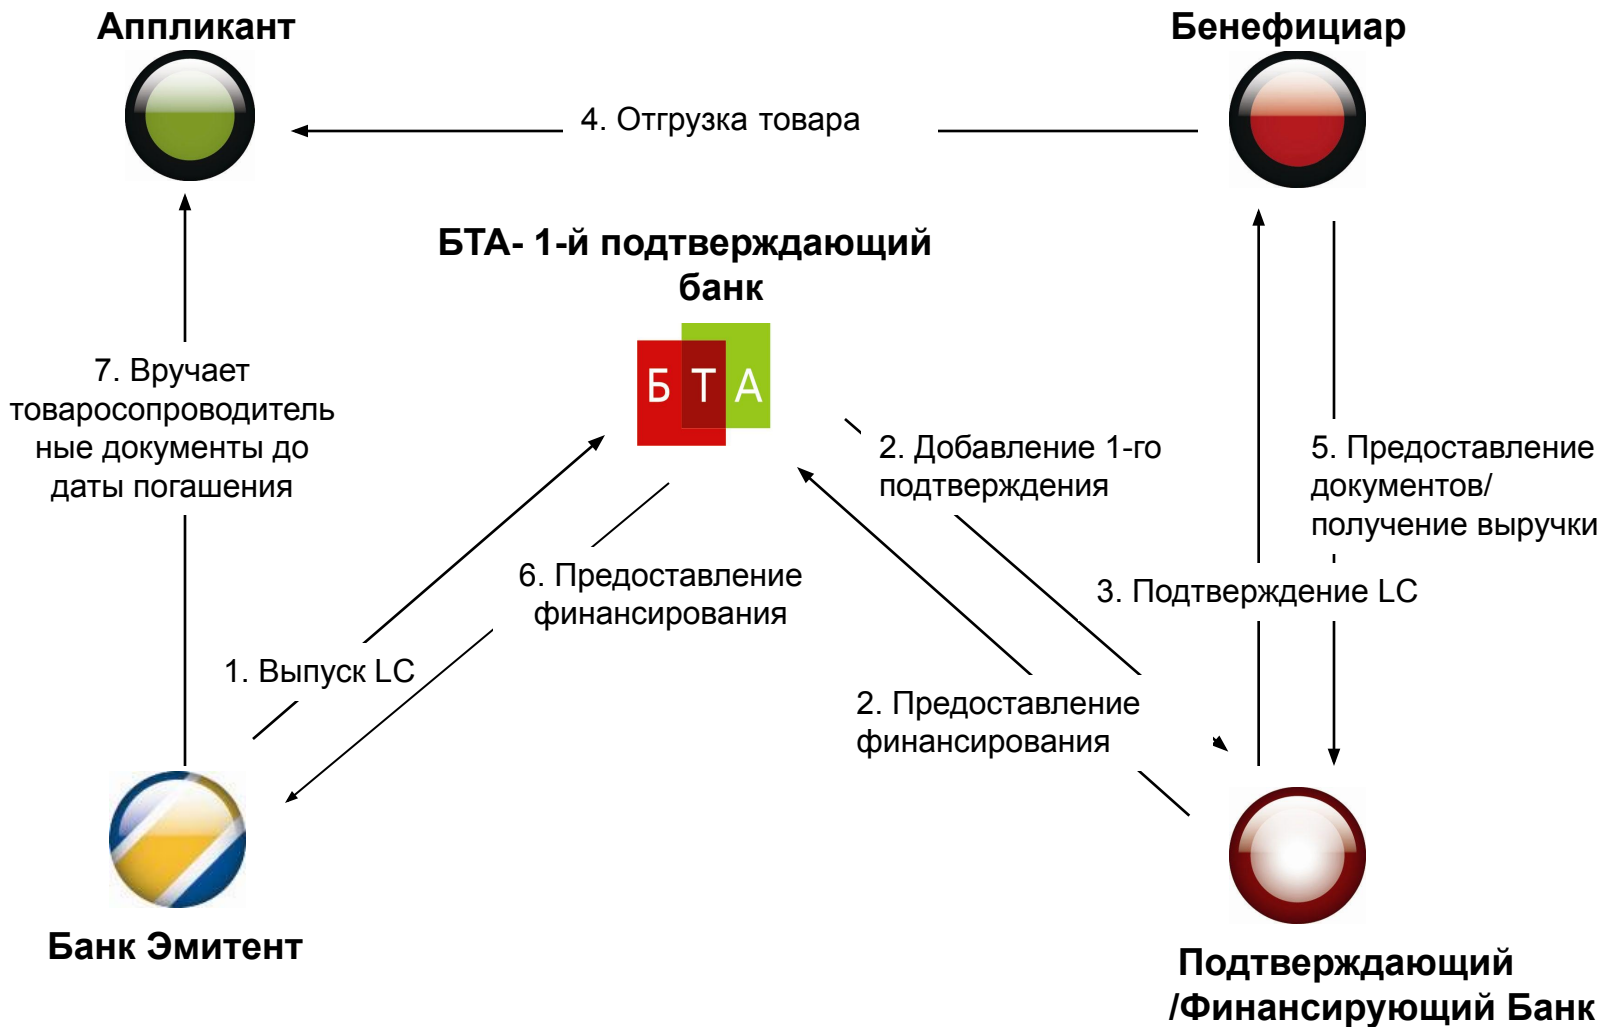 Аппликант
Бенефициар
4. Отгрузка товара
БТА- 1-й подтверждающий
банк
БТА
7. Вручает
товаросопроводитель
ные документы до
даты погашения
2. Добавление 1-го
подтверждения
5. Предоставление
документов/
получение выручки
6. Предоставление
финансирования
3. Подтверждение LC
1. Выпуск LC
2. Предоставление
финансирования
Банк Эмитент
Подтверждающий
/Финансирующий Банк